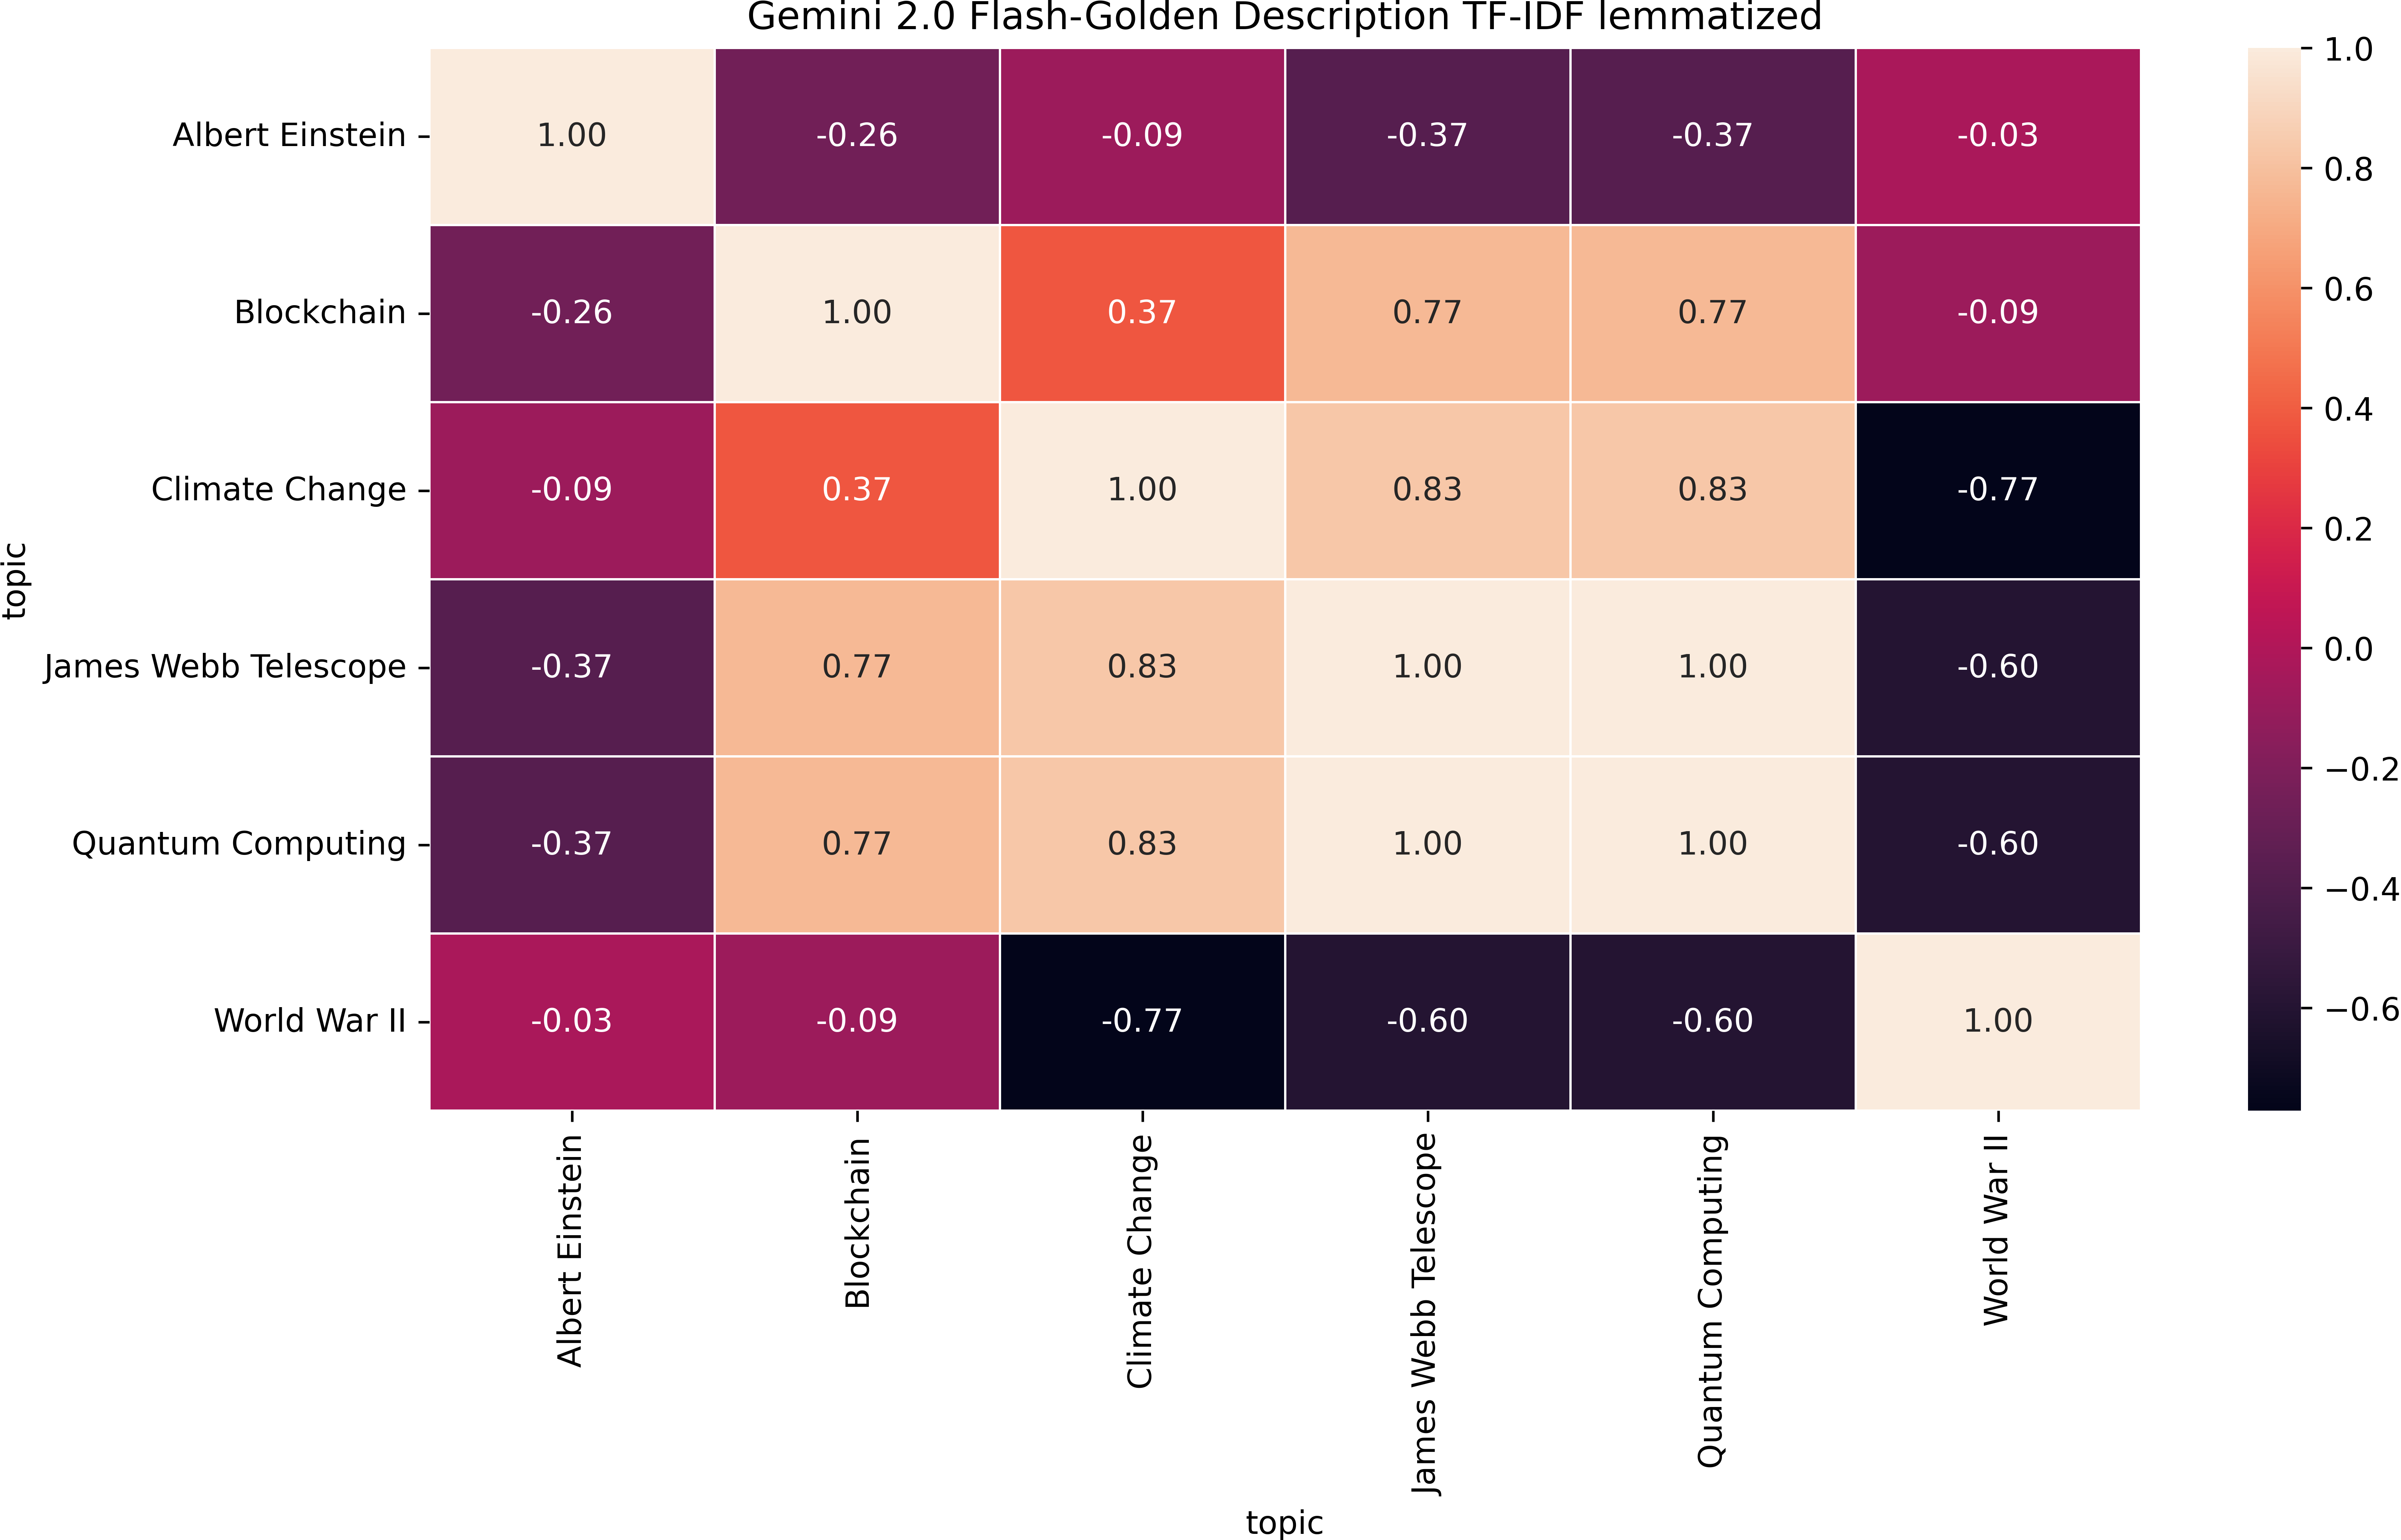 Gemini 2.0 Flash-Golden Description TF-IDF lemmatized
Albert Einstein 1.00 -0.26 -0.09 -0.37 -0.37 -0.03
Blockchain -0.26 1.00 0.37 0.77 0.77 -0.09
Climate Change -0.09 0.37 1.00 0.83 0.83 -0.77
James Webb Telescope -0.37 0.77 0.83 1.00 1.00 -0.60
Quantum Computing -0.37 0.77 0.83 1.00 1.00 -0.60
World War II -0.03 -0.09 -0.77 -0.60 -0.60 1.00
topic
Albert Einstein
Blockchain
Climate Change
James Webb Telescope
Quantum Computing
World War II
topic
1.0
0.8
0.6
0.4
0.2
0.0
−0.2
−0.4
−0.6